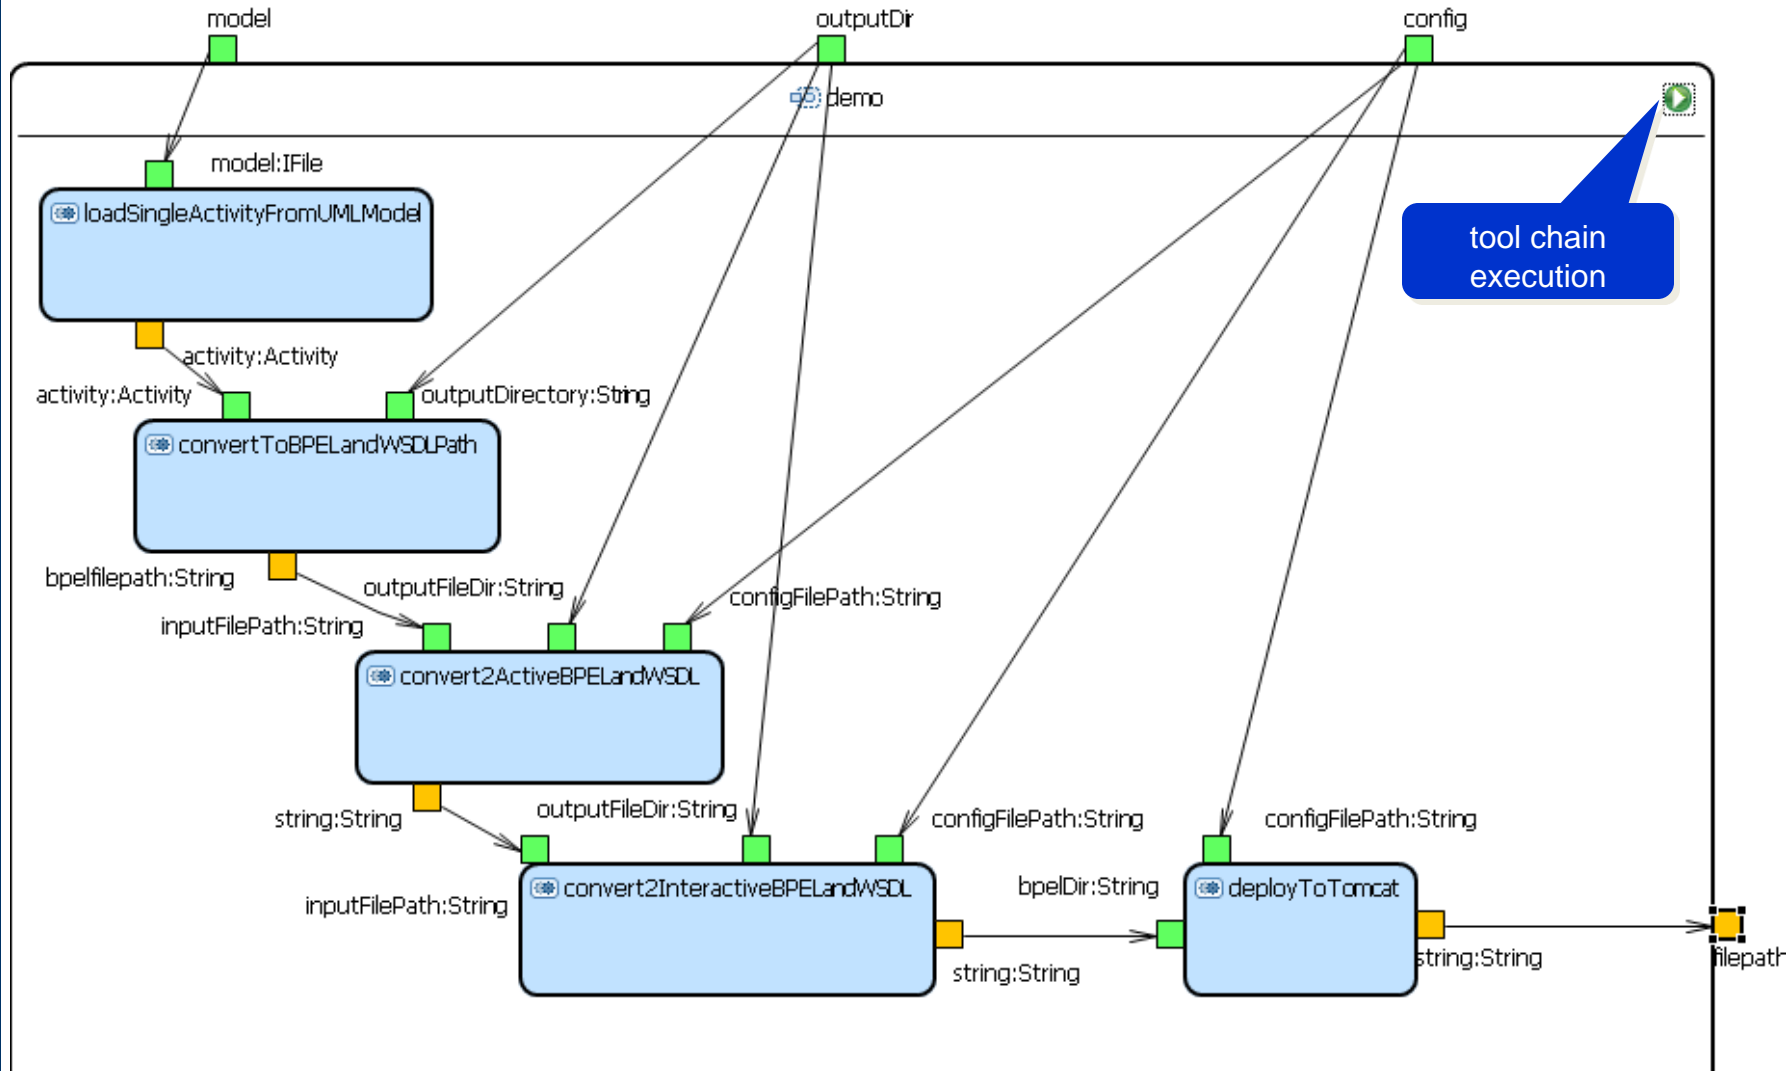 model
outputDir
config
demo
model:IFile
loadSingleActivityFromUMLModel
tool chain
execution
activity:Activity
activity:Activity
outputDirectory:String
convertToBPELandWSDLPath
bpelfilepath:String
outputFileDir:String
configFilePath:String
inputFilePath:String
convert2ActiveBPELandWSDL
string:String
outputFileDir:String
configFilePath:String
configFilePath:String
convert2InteractiveBPELandWSDL
bpelDir:String
deployToTomcat
inputFilePath:String
string:String
string:String
filepath